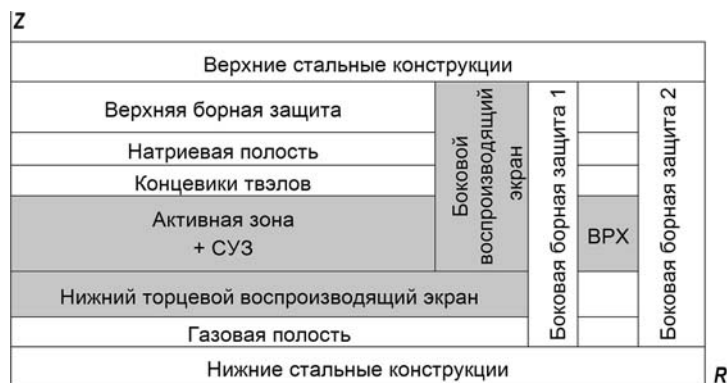 Z
Верхние стальные конструкции
Верхняя борная защита
Натриевая полость
Концевики твэлов
Активная зона
+ СУЗ
Боковой
воспроизводящий
экран
Боковая борная защита 1
ВРХ
Боковая борная защита 2
Нижний торцевой воспроизводящий экран
Газовая полость
Нижние стальные конструкции
R